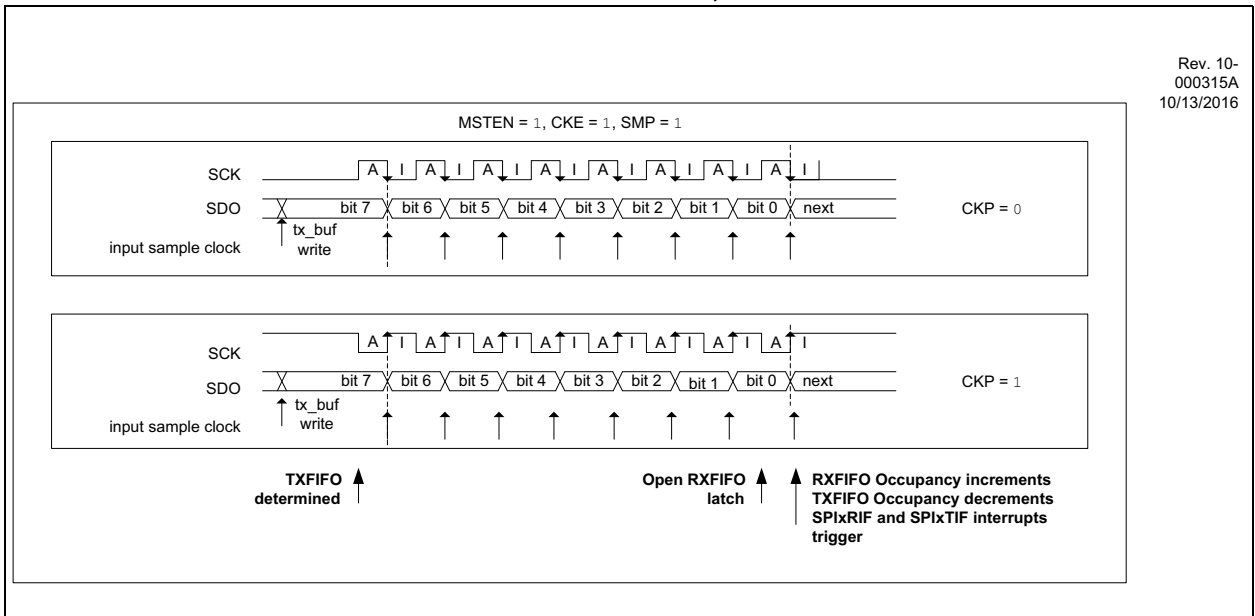 Rev. 10-
000315A
10/13/2016
MSTEN = 1, CKE = 1, SMP = 1
SCK A I A I A I A I A I A I A I A I
SDO bit 7 bit 6 bit 5 bit 4 bit 3 bit 2 bit 1 bit 0 next CKP = 0
tx_buf
input sample clock write
SCK A I A I A I A I A I A I A I A I
SDO bit 7 bit 6 bit 5 bit 4 bit 3 bit 2 bit 1 bit 0 next CKP = 1
tx_buf
input sample clock write
TXFIFO
determined
Open RXFIFO
latch
RXFIFO Occupancy increments
TXFIFO Occupancy decrements
SPIxRIF and SPIxTIF interrupts
trigger